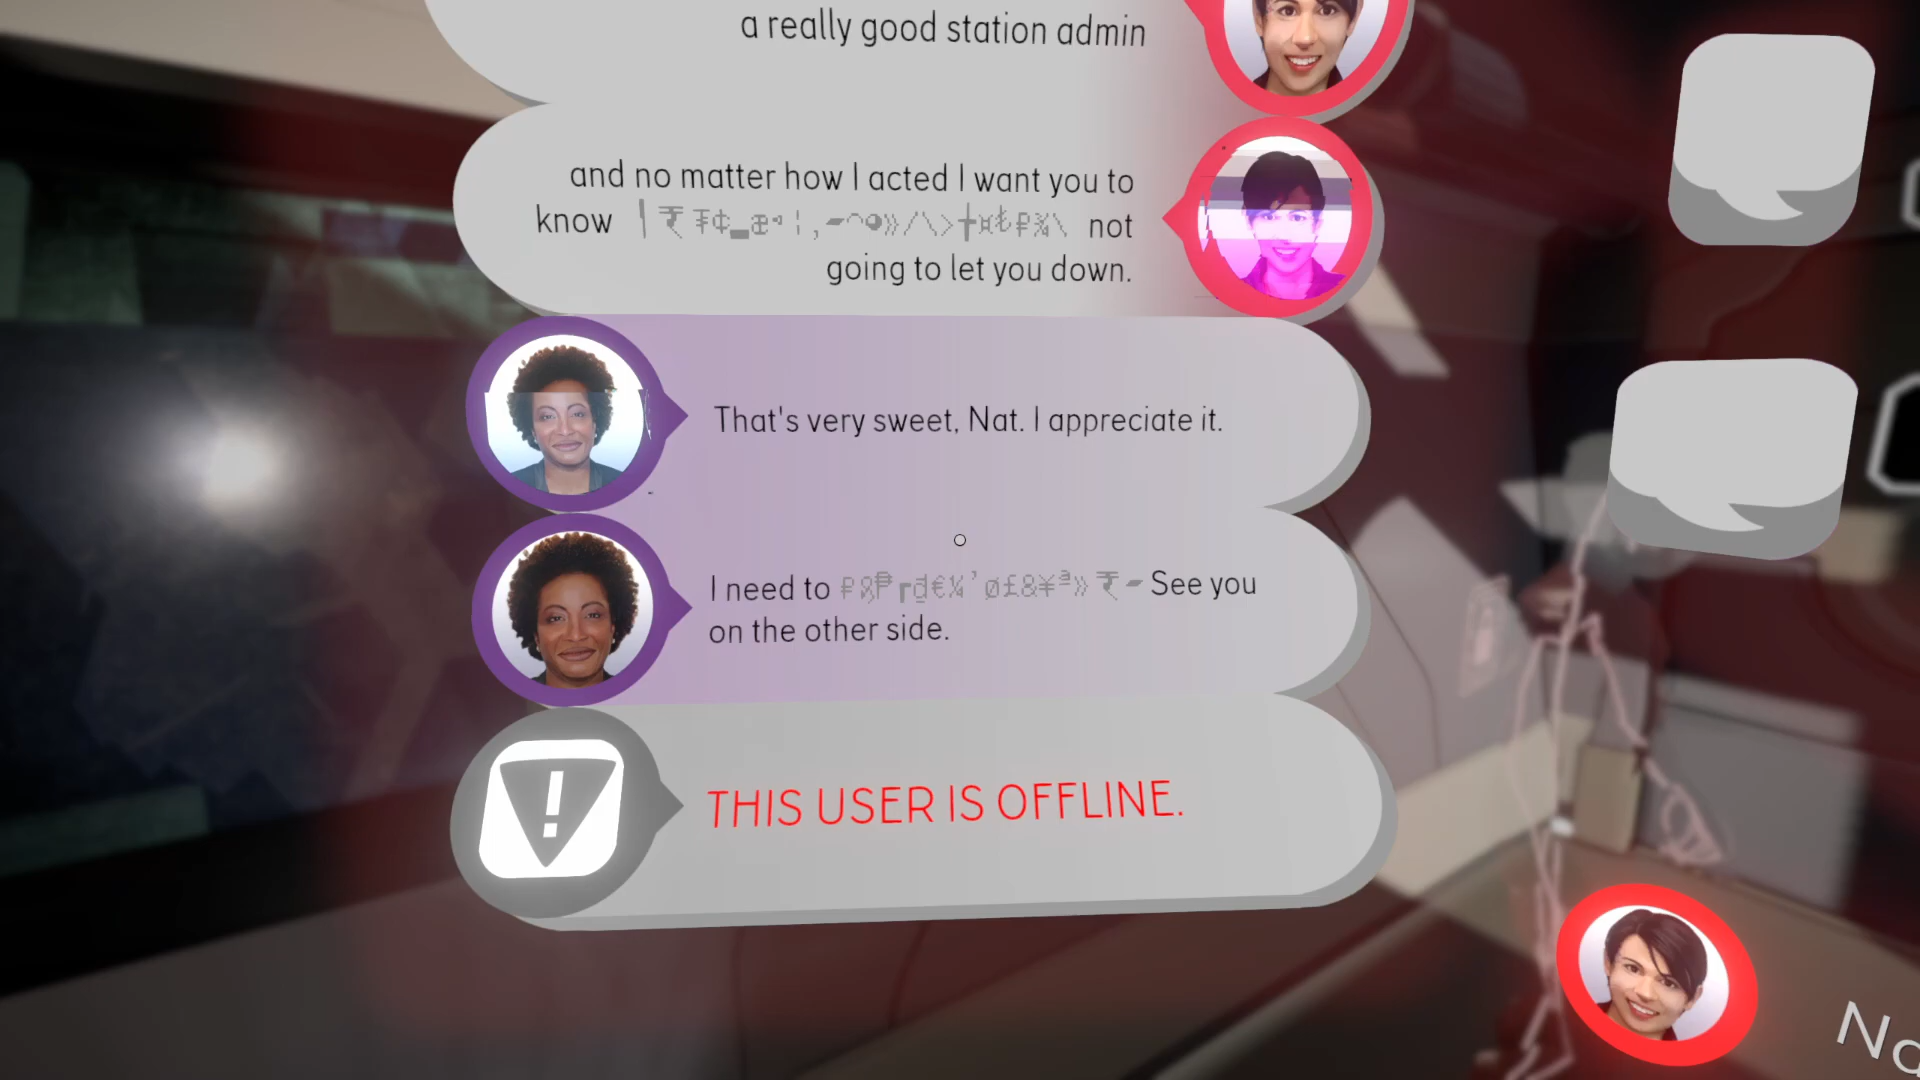 a really good station admin
and no matter how I acted I want you to
know not
going to let you down.
That's very sweet, Nat. I appreciate it.
I need to See you
on the other side.
!
THIS USER IS OFFLINE.